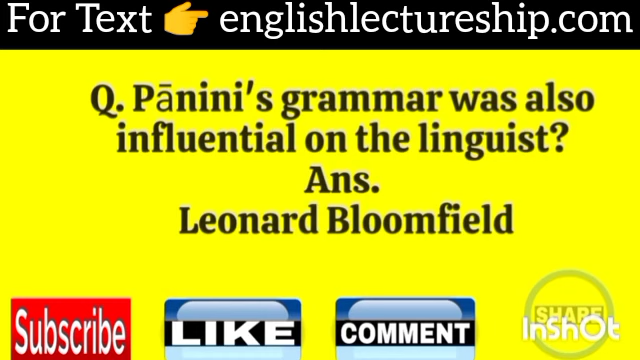 For Text 👉 englishlectureship.com
Q. Pānini's grammar was also
influential on the linguist?
Ans.
Leonard Bloomfield
Subscribe
LIKE
COMMENT
SHARE
InShOt